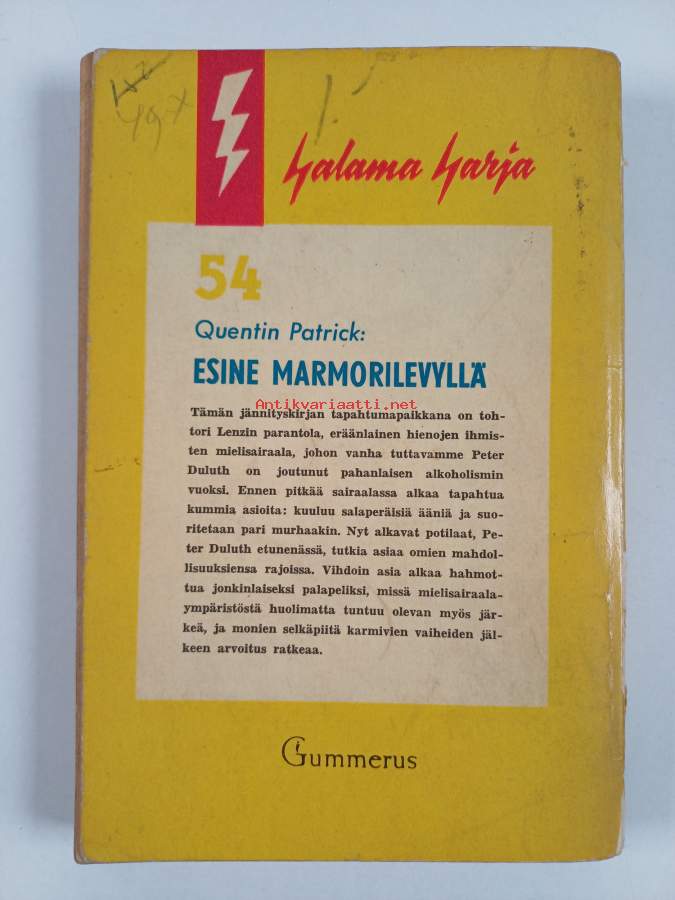 49x
Salama Sarja
54
Quentin Patrick:
ESINE MARMORILEVYLLÄ
Antikvariaatti.net
Tämän jännityskirjan tapahtumapaikkana on toh-
tori Lenzin parantola, eräänlainen hienojen ihmis-
ten mielisairaala, johon vanha tuttavamme Peter
Duluth on joutunut pahanlaisen alkoholismin
vuoksi. Ennen pitkää sairaalassa alkaa tapahtua
kummia asioita: kuuluu salaperäisiä ääniä ja suo-
ritetaan pari murhaakin. Nyt alkavat potilaat, Pe-
ter Duluth etunenässä, tutkia asiaa omien mahdol-
lisuuksiensa rajoissa. Vihdoin asia alkaa hahmot-
tua jonkinlaiseksi palapeliksi, missä mielisairaala-
ympäristöstä huolimatta tuntuu olevan myös jär-
keä, ja monien selkäpiitä karmivien vaiheiden jäl-
keen arvoitus ratkeaa.
Gummerus